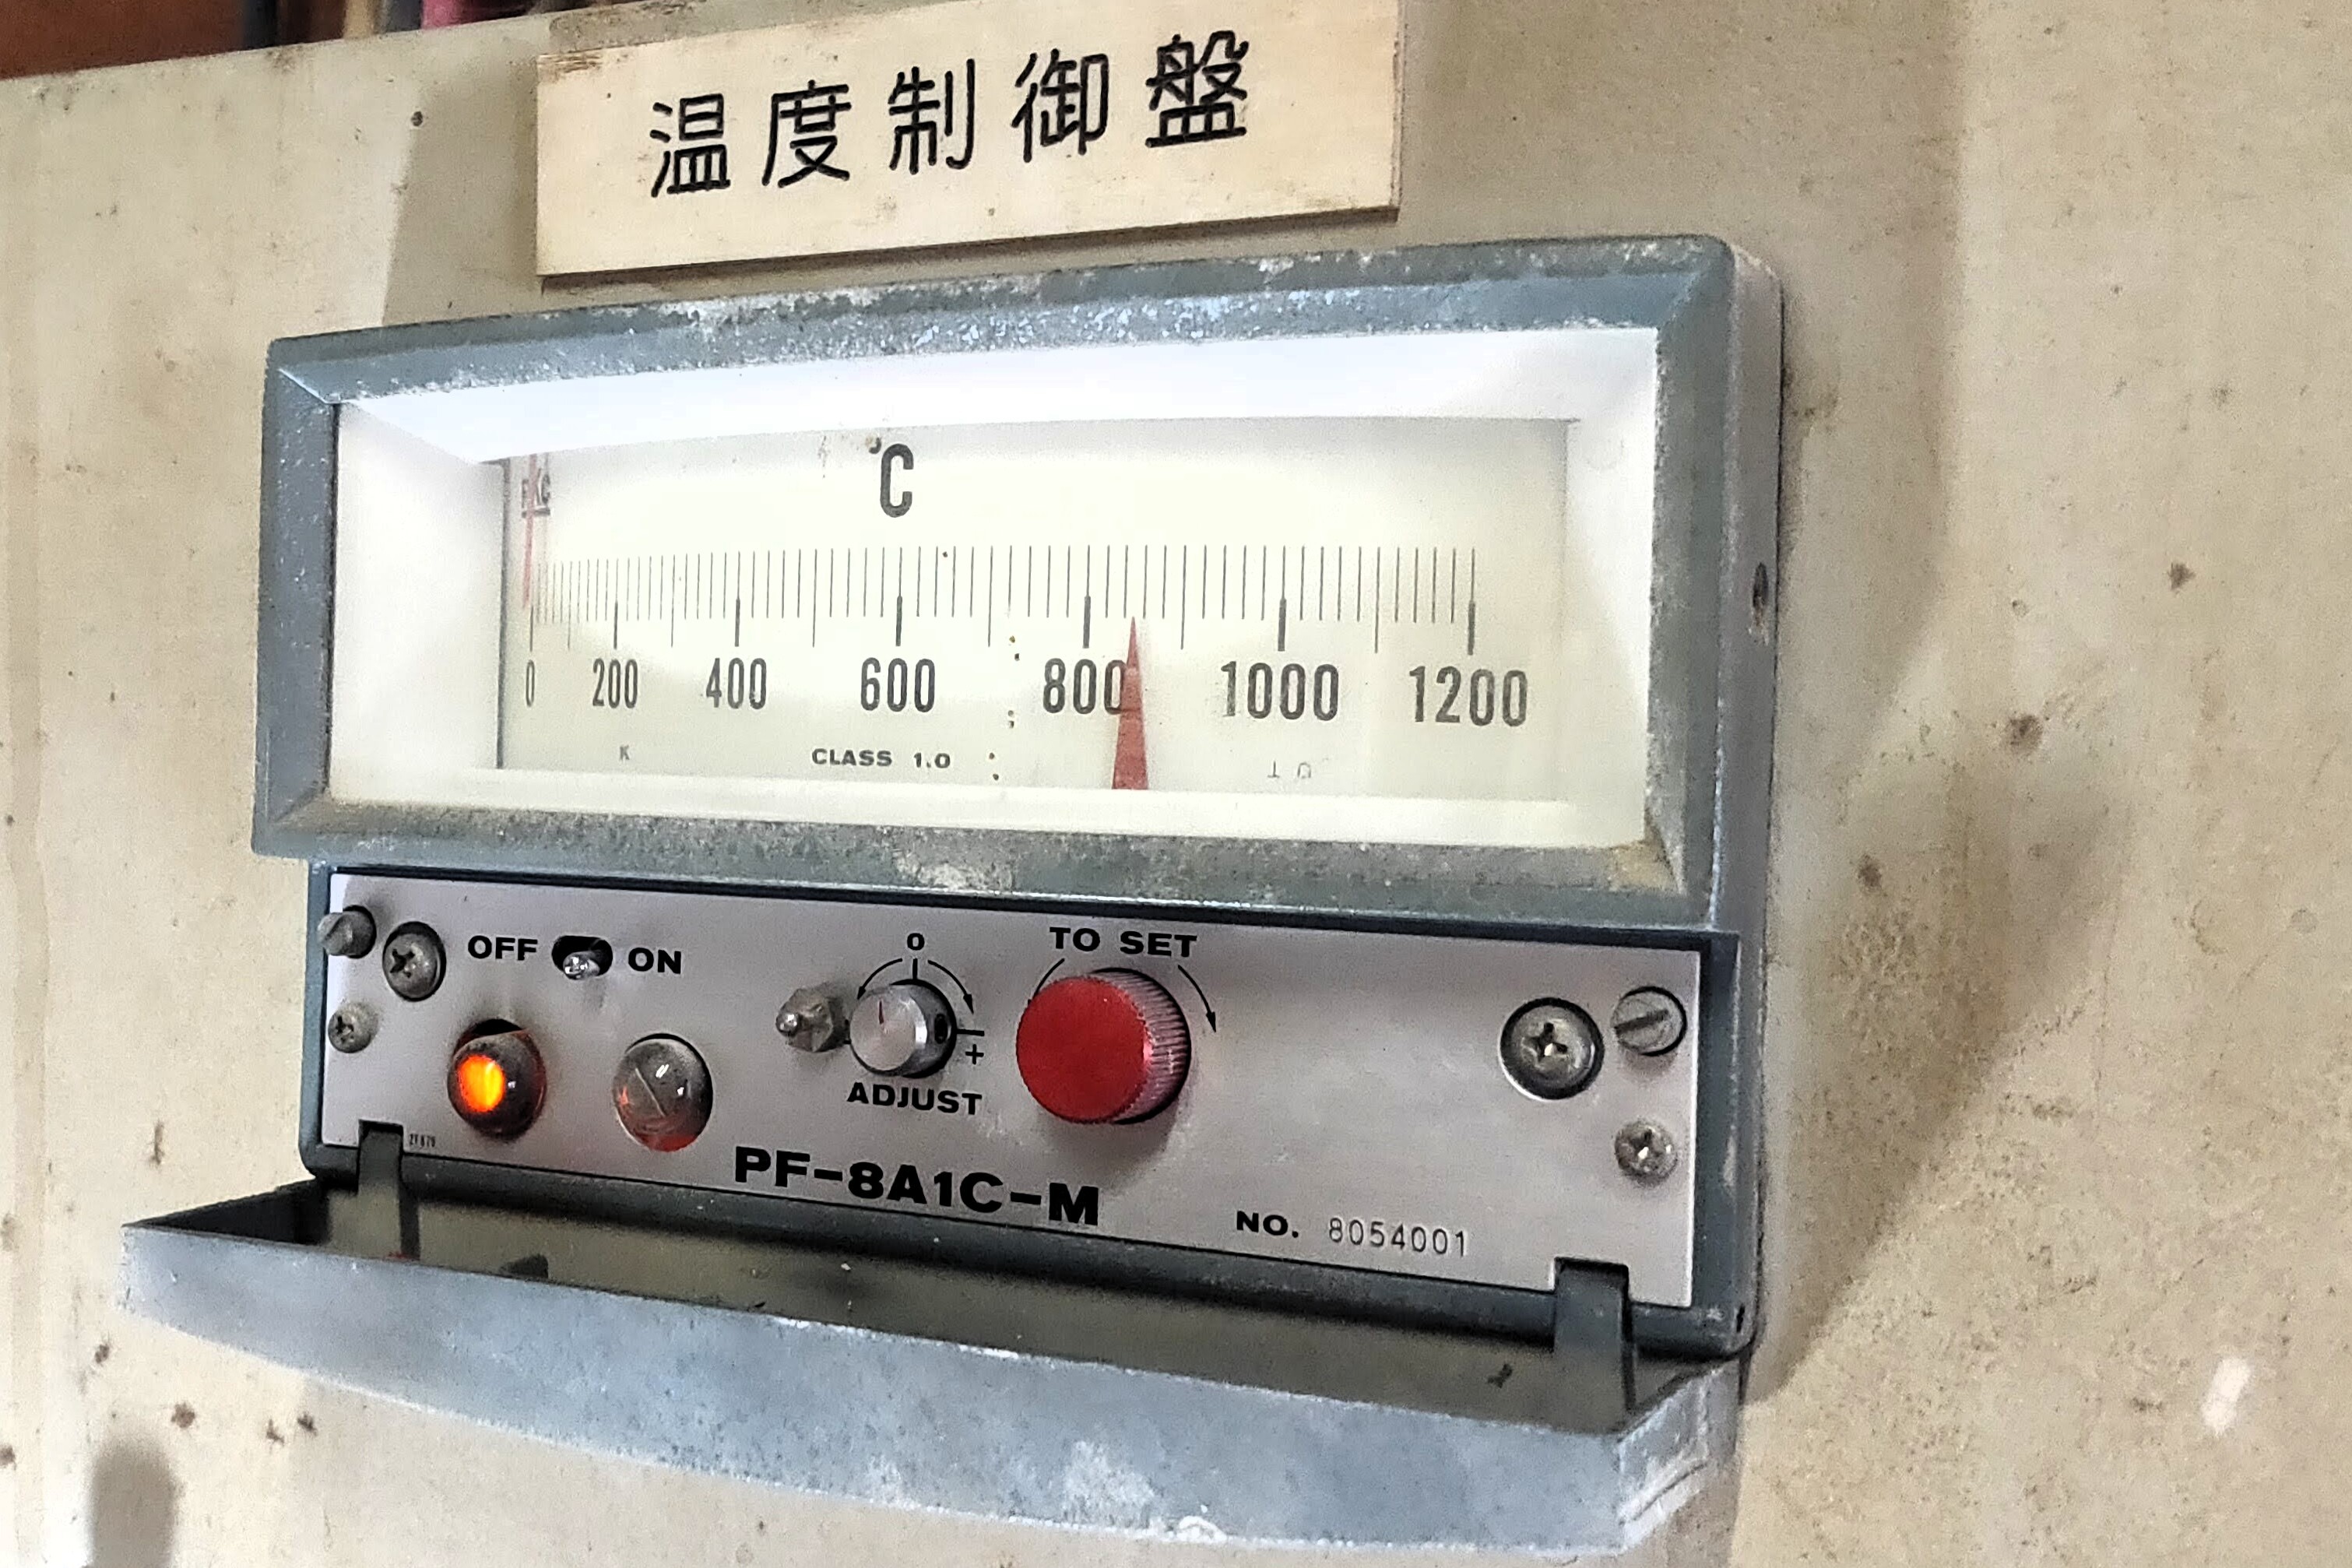 温度制御盤
℃
0 200 400 600 800 1000 1200
K CLASS 1.0
OFF ON
0
TO SET
- +
ADJUST
PF-8A1C-M
NO. 8054001